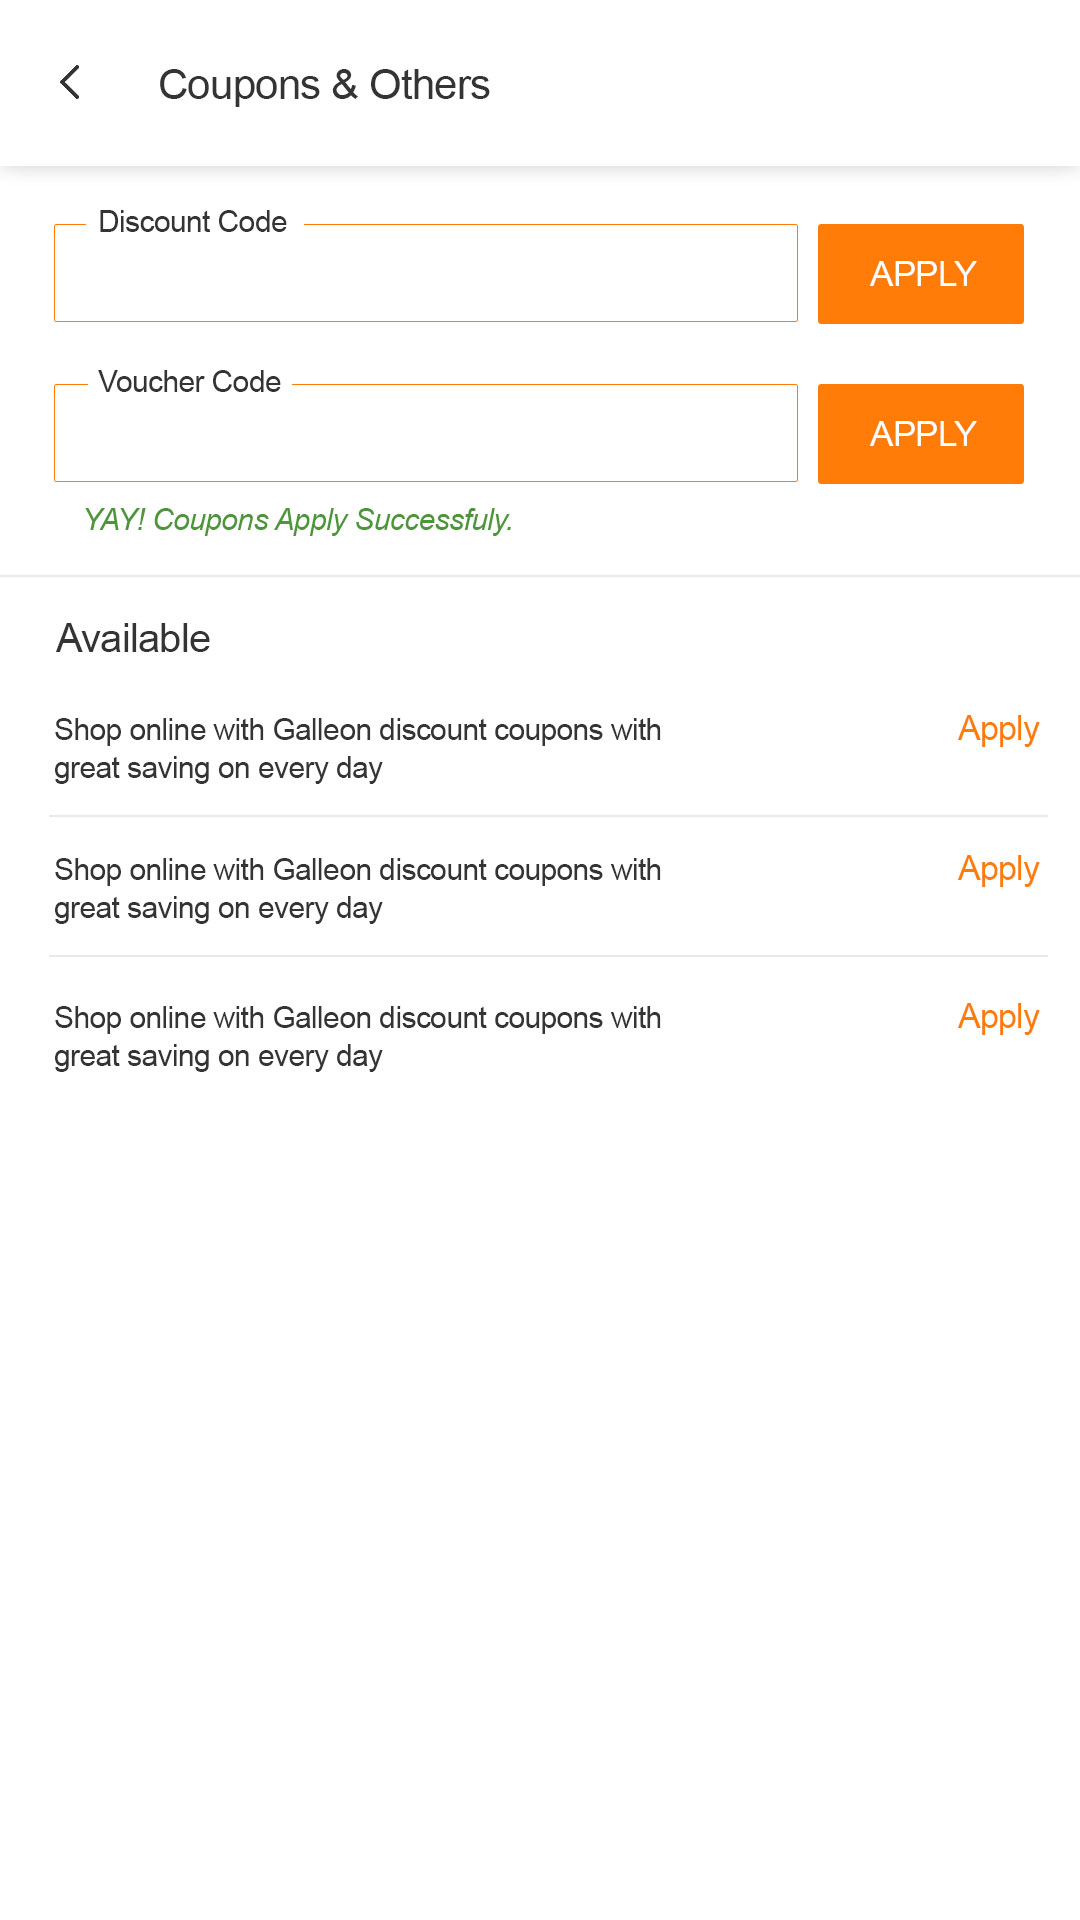 Coupons & Others
Discount Code
APPLY
Voucher Code
APPLY
YAY! Coupons Apply Successfuly.
Available
Shop online with Galleon discount coupons with
great saving on every day
Apply
Shop online with Galleon discount coupons with
great saving on every day
Apply
Shop online with Galleon discount coupons with
great saving on every day
Apply